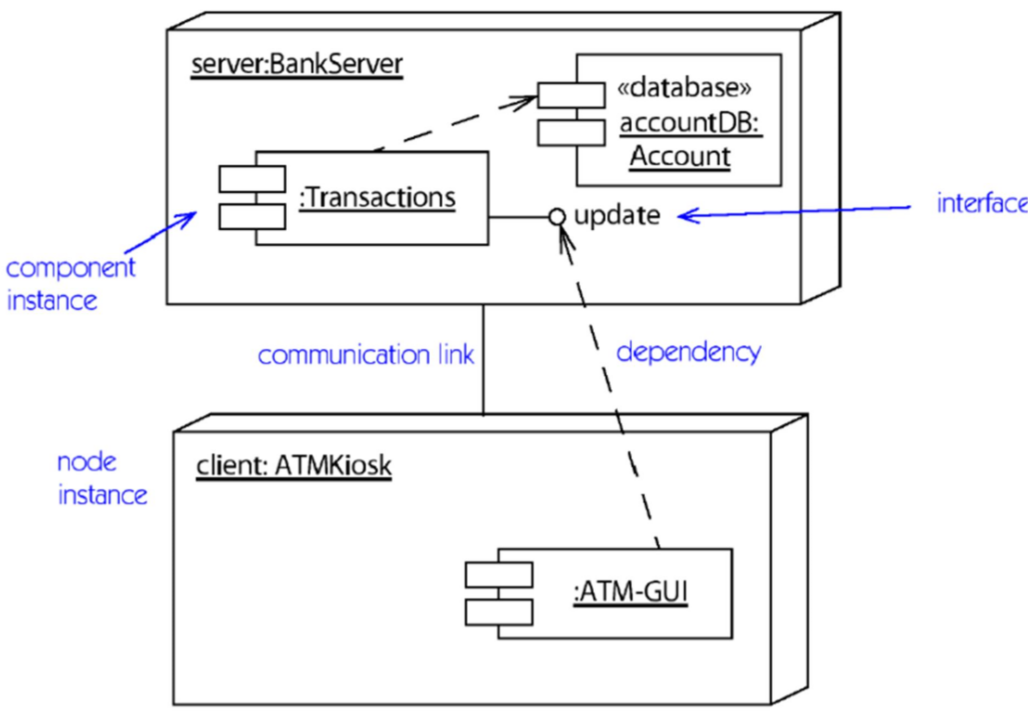 server:BankServer
«database»
accountDB:
Account
:Transactions
update
interface
component
instance
communication link
dependency
node
instance
client: ATMKiosk
:ATM-GUI